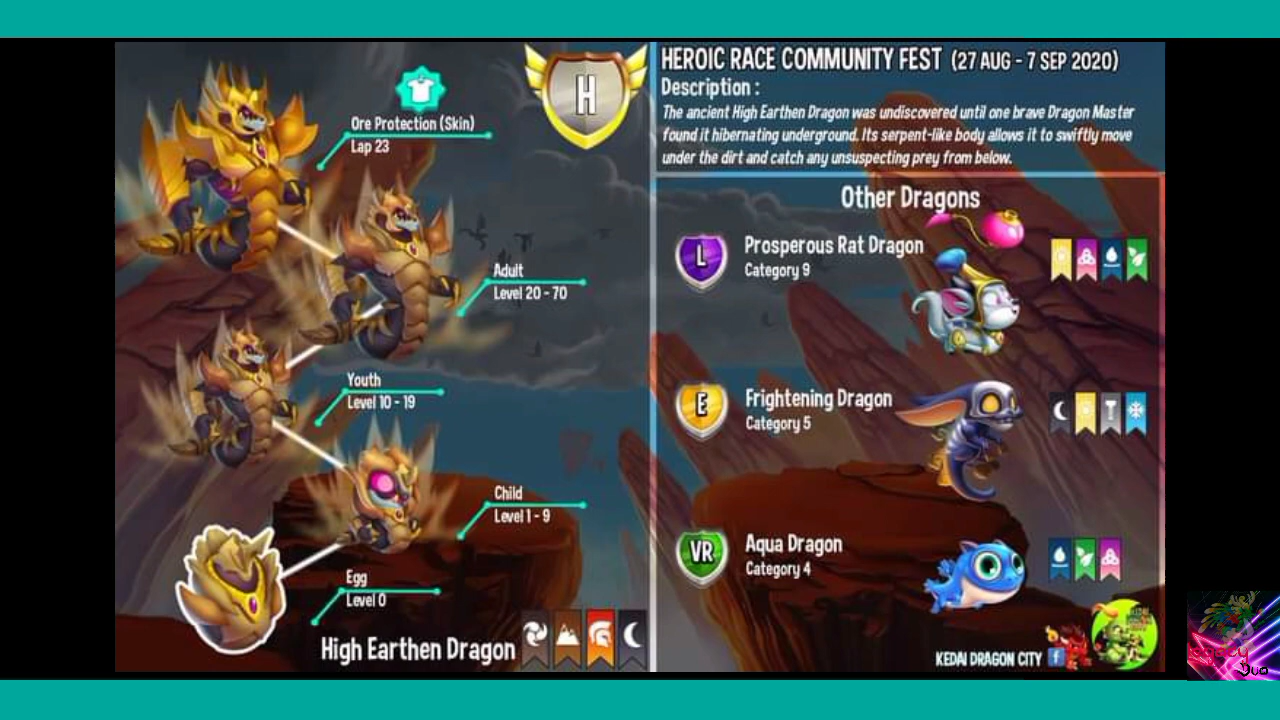 H
Ore Protection (Skin)
Lap 23
Adult
Level 20 - 70
Youth
Level 10 - 19
Child
Level 1 - 9
Egg
Level 0
High Earthen Dragon
HEROIC RACE COMMUNITY FEST (27 AUG - 7 SEP 2020)
Description :
The ancient High Earthen Dragon was undiscovered until one brave Dragon Master
found it hibernating underground. Its serpent-like body allows it to swiftly move
under the dirt and catch any unsuspecting prey from below.
Other Dragons
L
Prosperous Rat Dragon
Category 9
E
Frightening Dragon
Category 5
VR
Aqua Dragon
Category 4
KEDAI DRAGON CITY
f